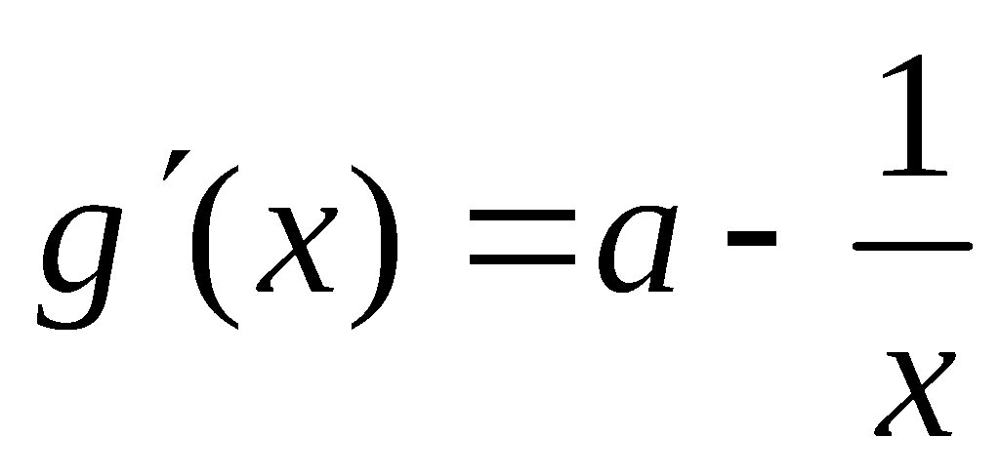 g′(x) = a - 1/x